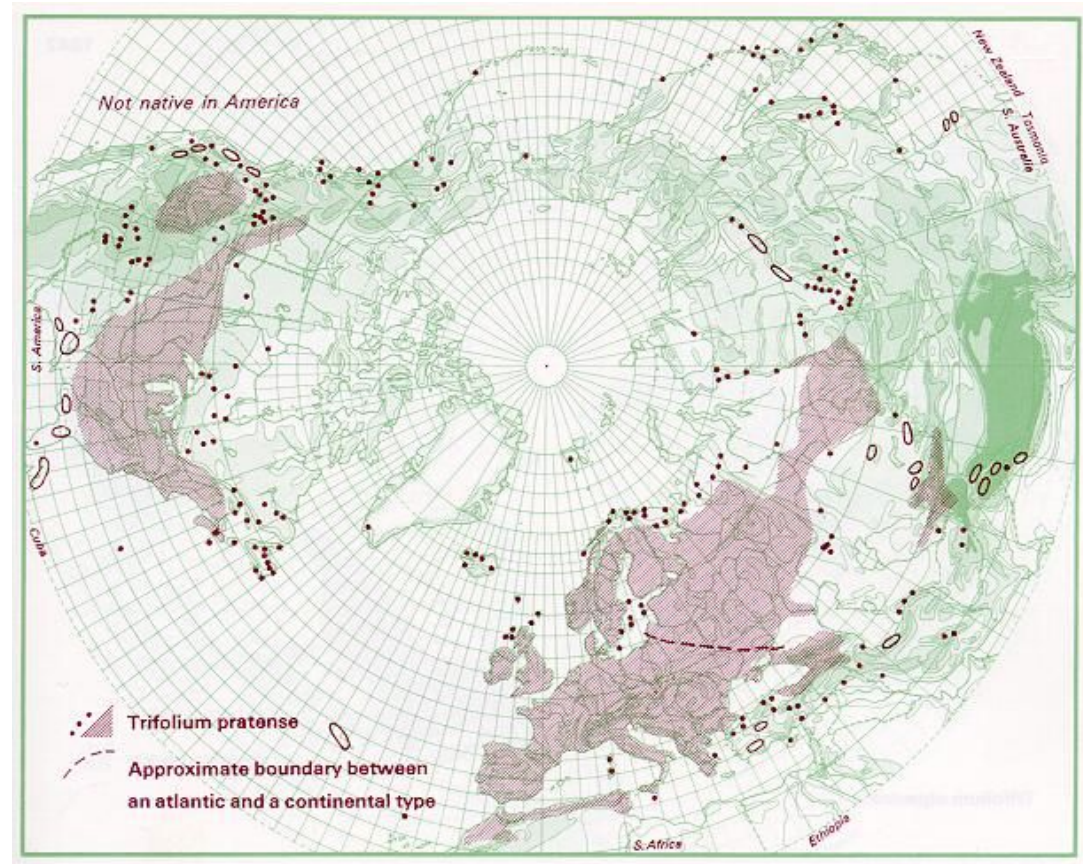 Not native in America
New Zealand
Tasmania
S. Australia
S. America
Cuba
Trifolium pratense
Approximate boundary between
an atlantic and a continental type
S. Africa
Ethiopia